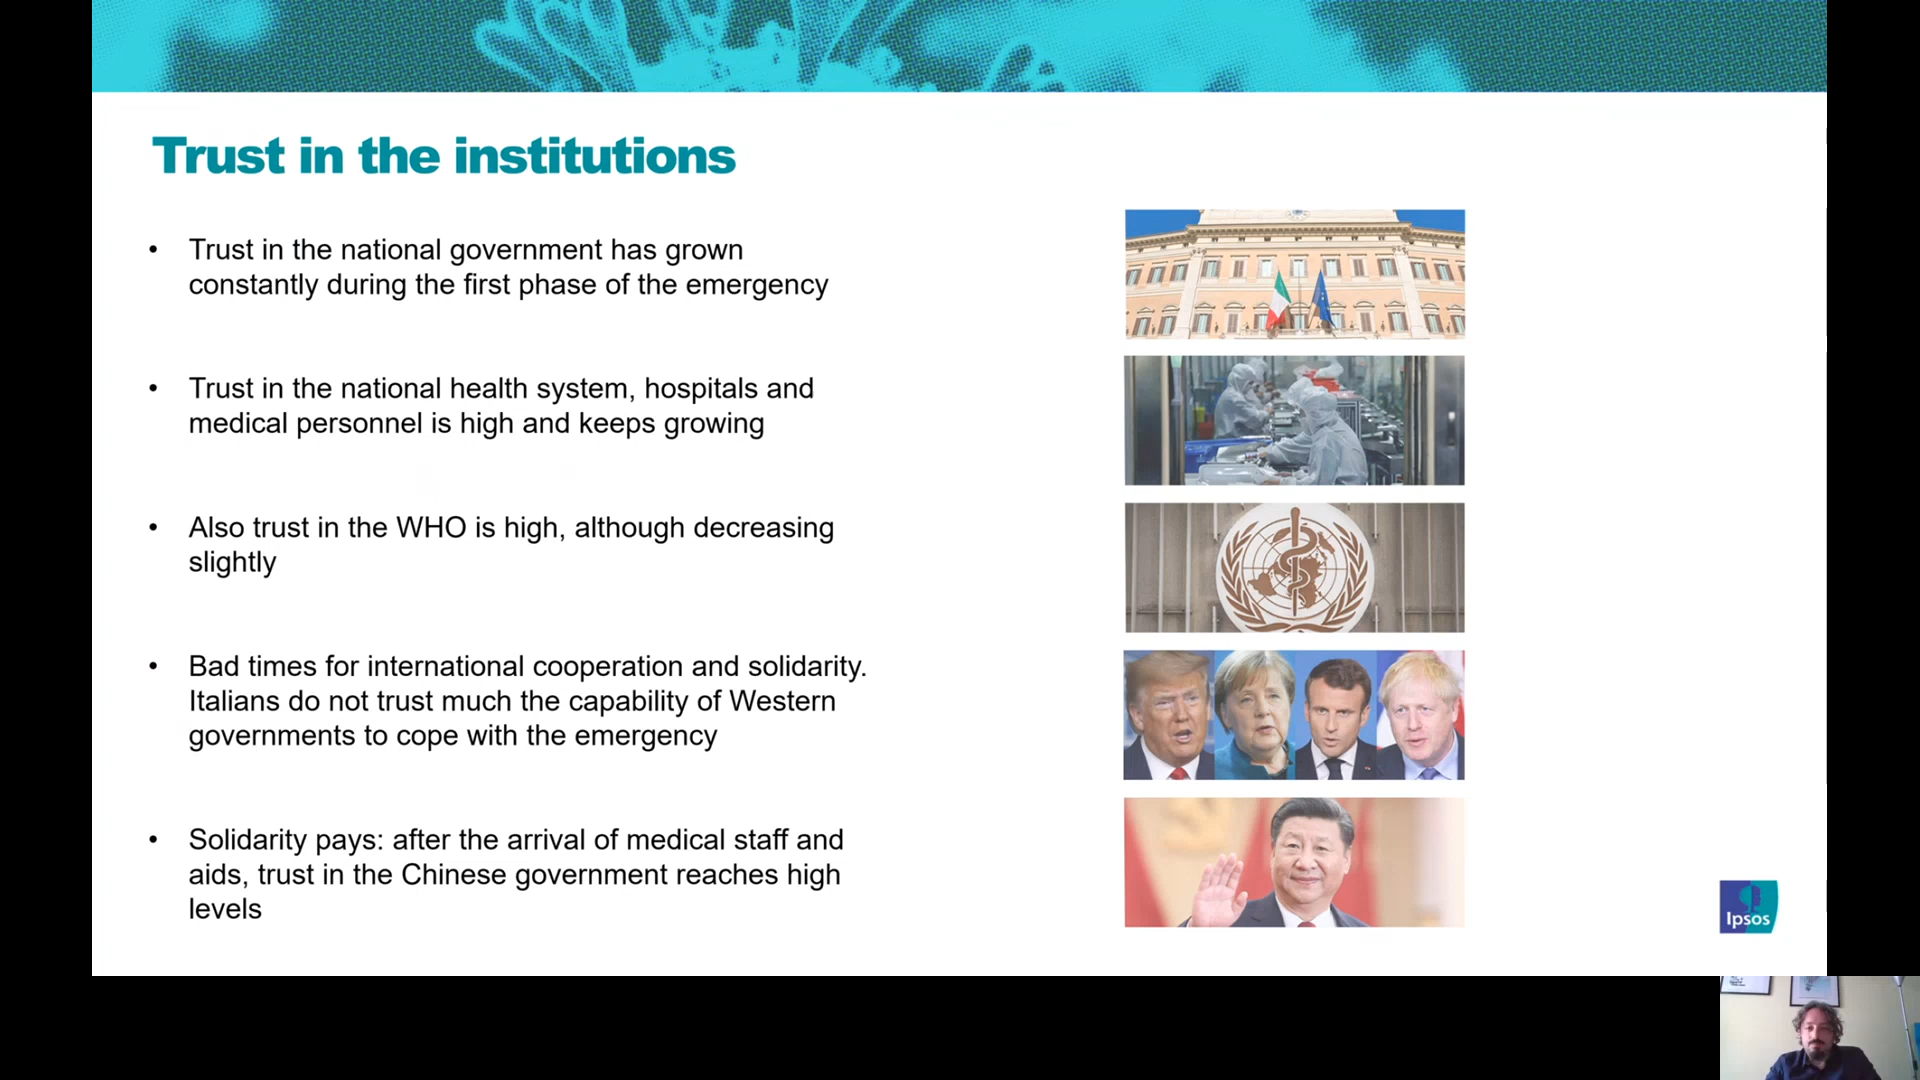 Trust in the institutions
• Trust in the national government has grown
constantly during the first phase of the emergency
• Trust in the national health system, hospitals and
medical personnel is high and keeps growing
• Also trust in the WHO is high, although decreasing
slightly
• Bad times for international cooperation and solidarity.
Italians do not trust much the capability of Western
governments to cope with the emergency
• Solidarity pays: after the arrival of medical staff and
aids, trust in the Chinese government reaches high
levels
Ipsos